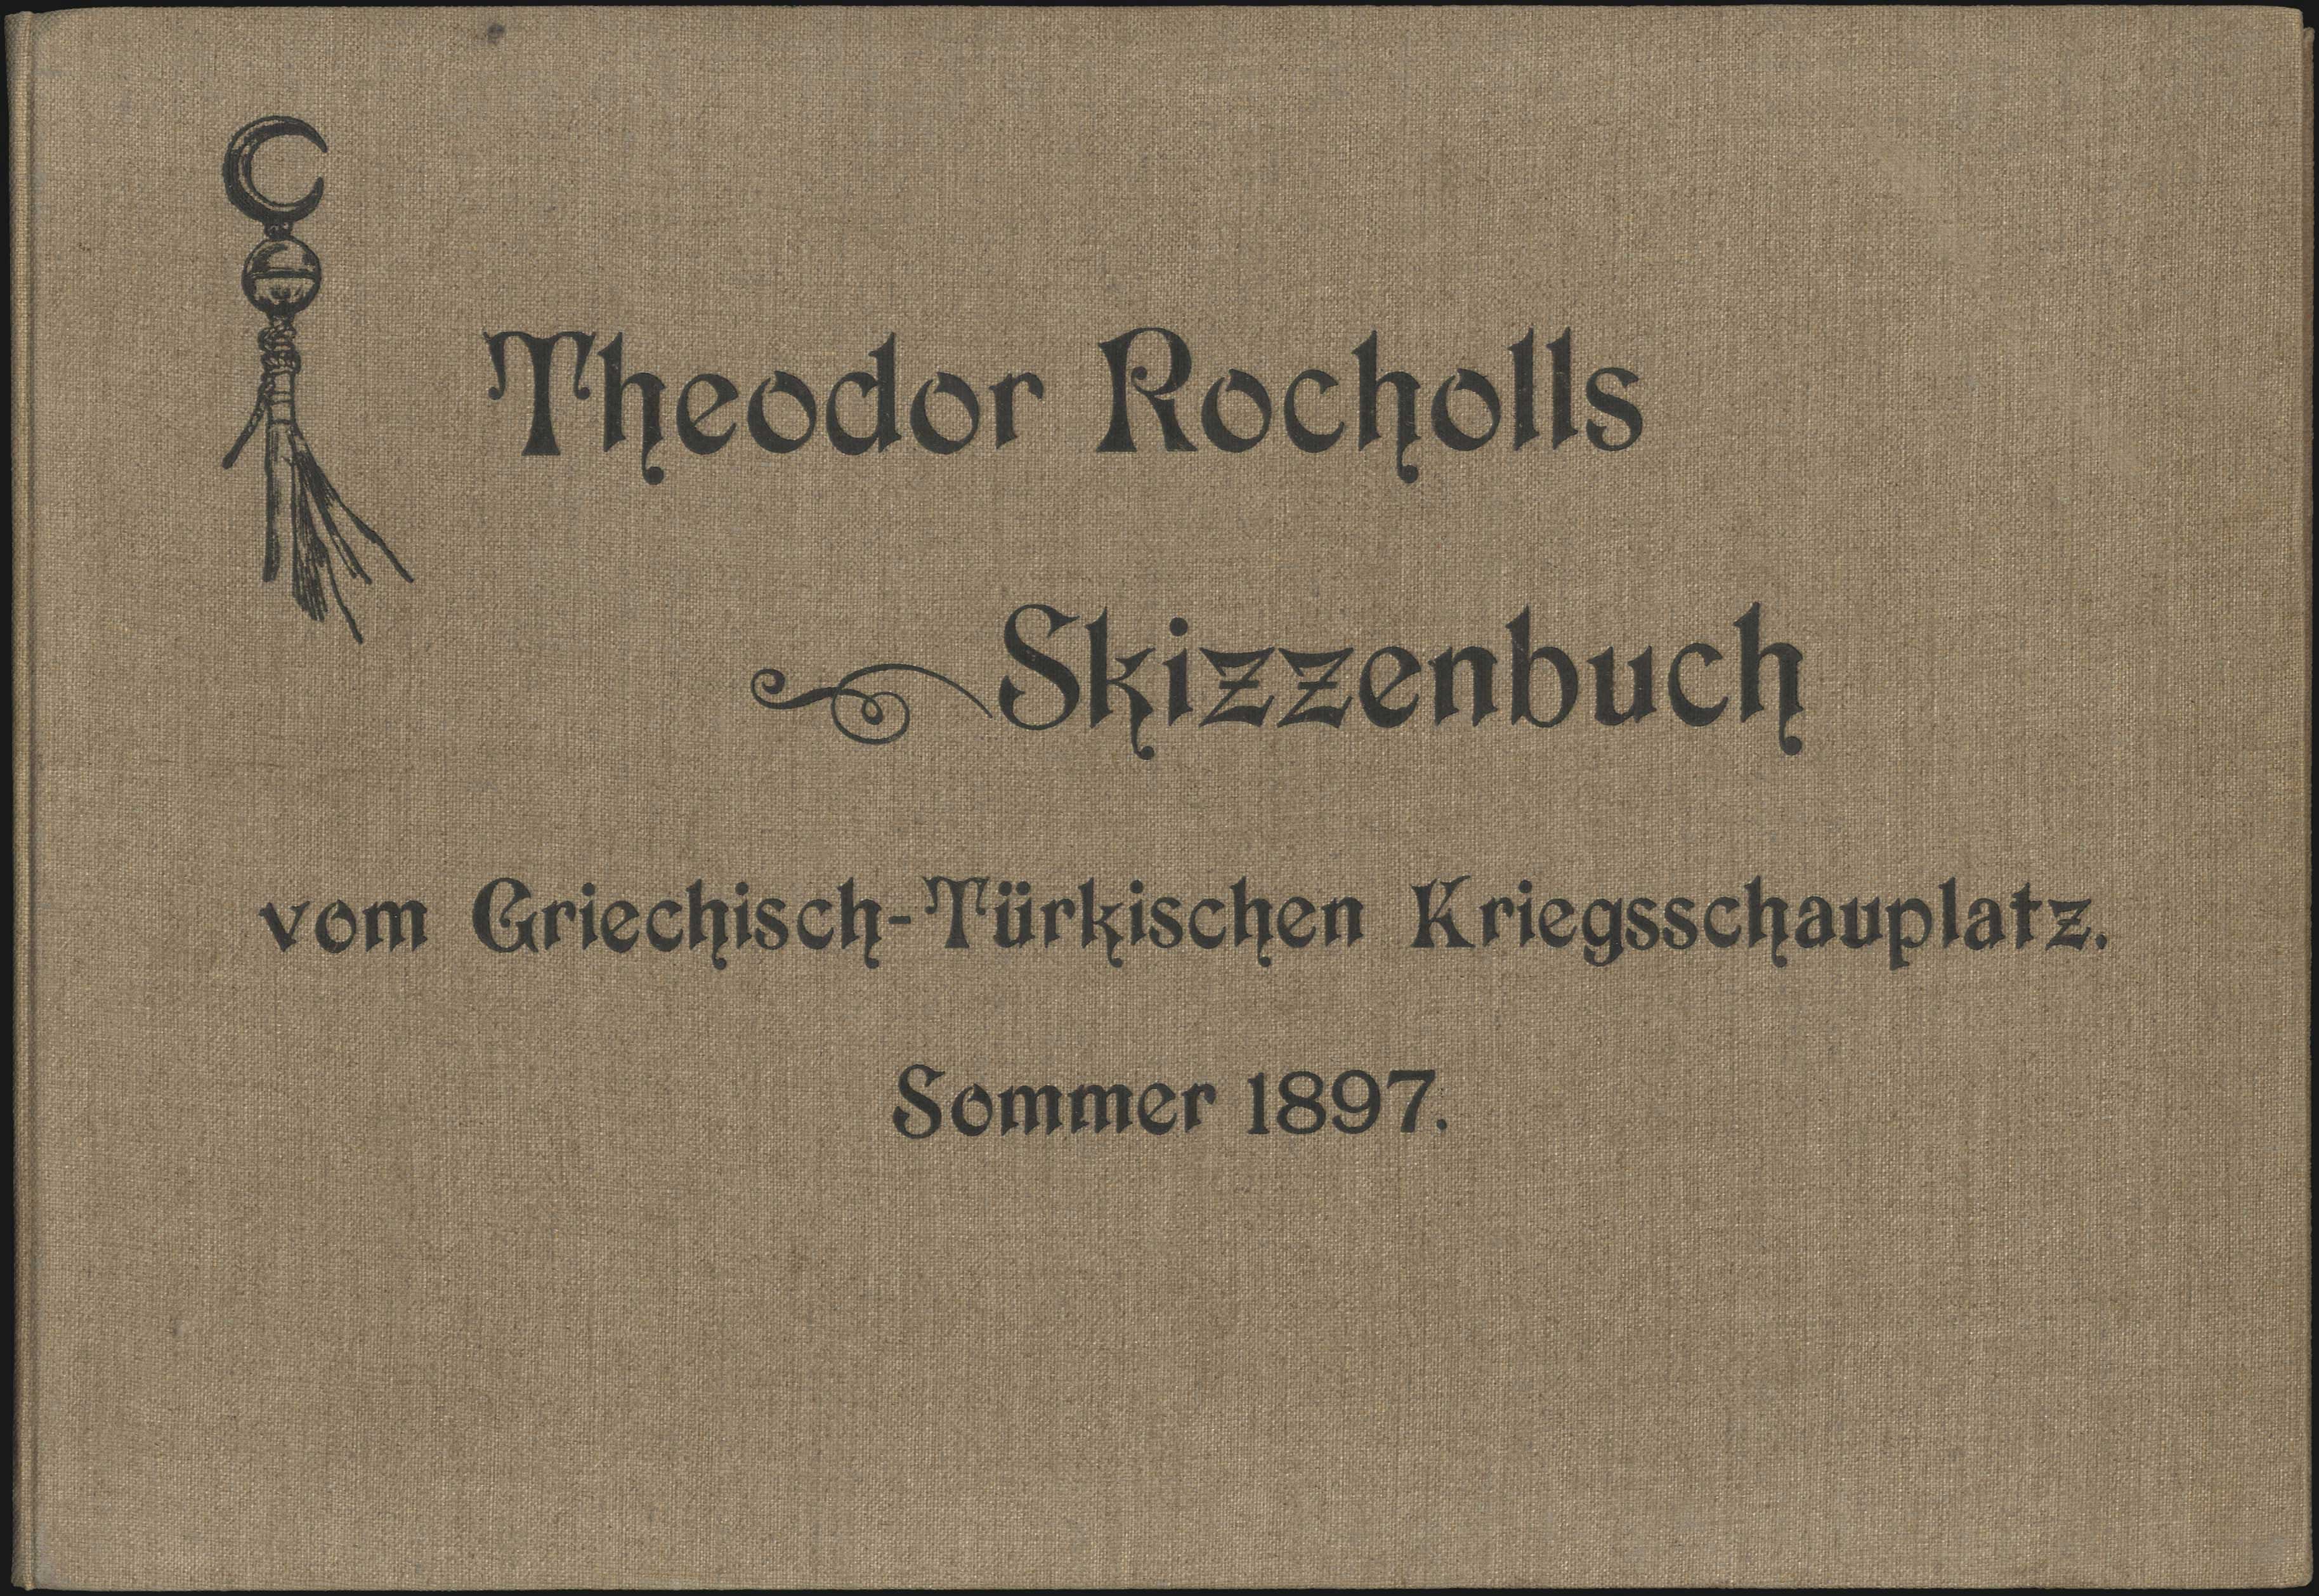 Theodor Rocholls
Skizzenbuch
vom Griechisch-Türkischen Kriegsschauplatz.
Sommer 1897.